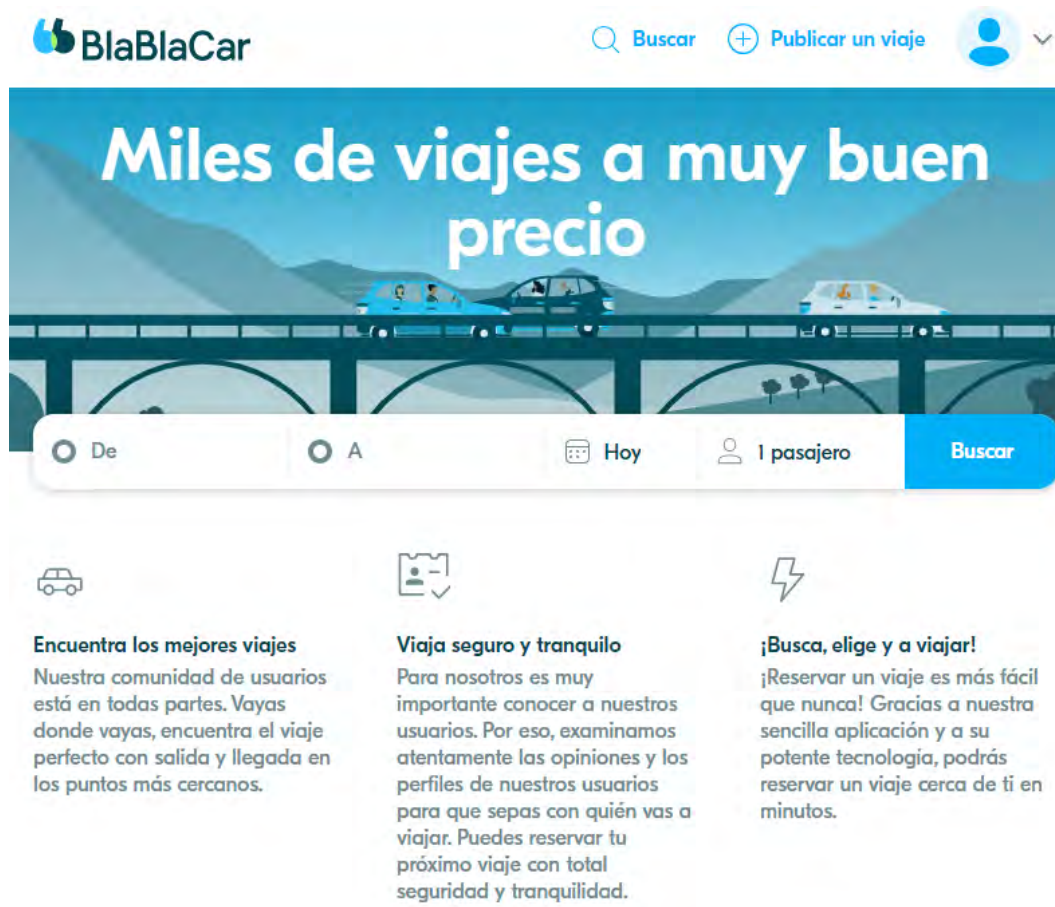 BlaBlaCar
Buscar
Publicar un viaje
Miles de viajes a muy buen
precio
De
A
Hoy
1 pasajero
Buscar
Encuentra los mejores viajes
Nuestra comunidad de usuarios
está en todas partes. Vayas
donde vayas, encuentra el viaje
perfecto con salida y llegada en
los puntos más cercanos.
Viaja seguro y tranquilo
Para nosotros es muy
importante conocer a nuestros
usuarios. Por eso, examinamos
atentamente las opiniones y los
perfiles de nuestros usuarios
para que sepas con quién vas a
viajar. Puedes reservar tu
próximo viaje con total
seguridad y tranquilidad.
¡Busca, elige y a viajar!
¡Reservar un viaje es más fácil
que nunca! Gracias a nuestra
sencilla aplicación y a su
potente tecnología, podrás
reservar un viaje cerca de ti en
minutos.